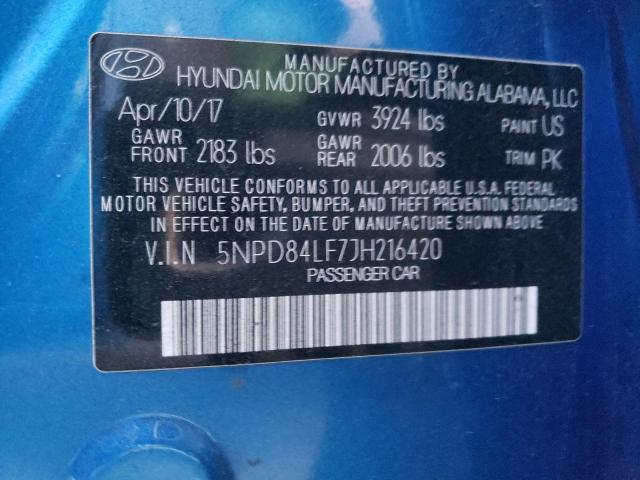 MANUFACTURED BY
HYUNDAI MOTOR MANUFACTURING ALABAMA, LLC
Apr/10/17 GVWR 3924 lbs PAINT US
GAWR FRONT 2183 lbs GAWR REAR 2006 lbs TRIM PK
THIS VEHICLE CONFORMS TO ALL APPLICABLE U.S.A. FEDERAL
MOTOR VEHICLE SAFETY, BUMPER, AND THEFT PREVENTION STANDARDS
IN EFFECT ON THE DATE OF MANUFACTURE SHOWN ABOVE
V.I.N 5NPD84LF7JH216420
PASSENGER CAR